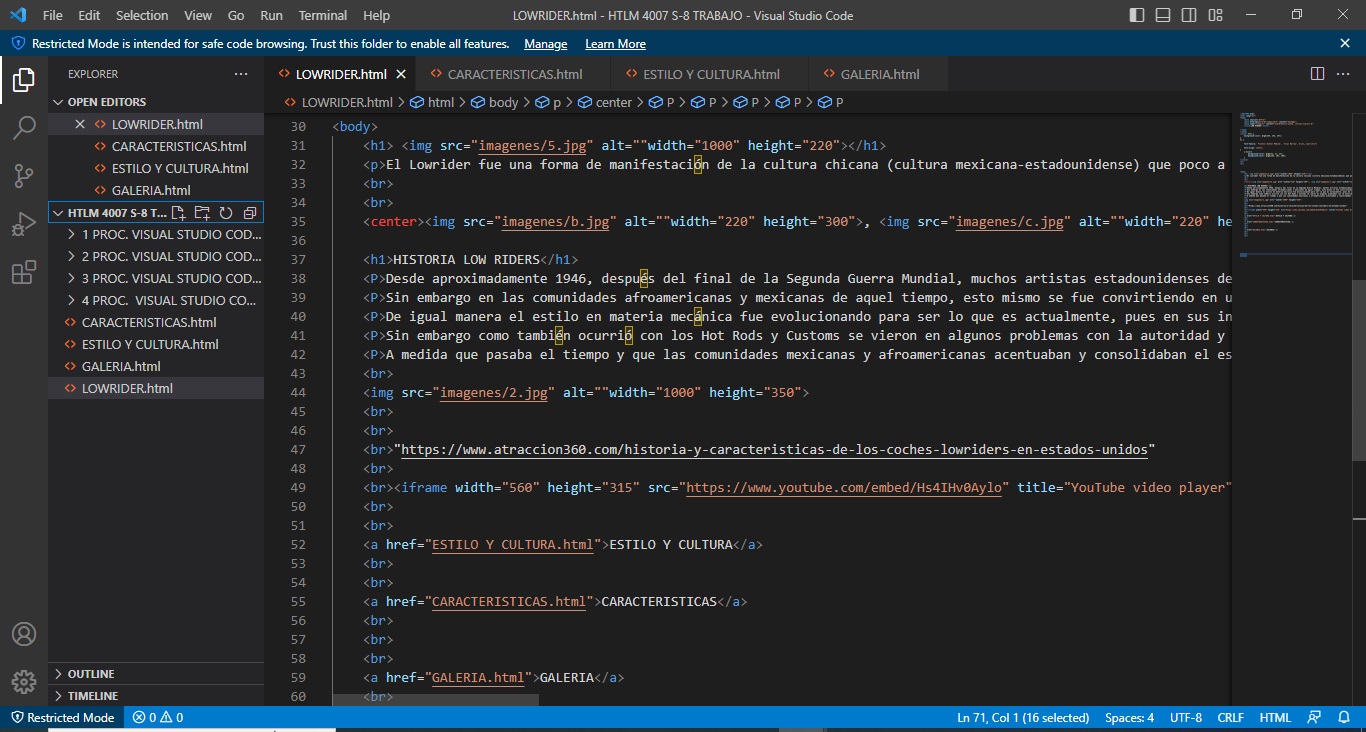 File Edit Selection View Go Run Terminal Help LOWRIDER.html - HTLM 4007 S-8 TRABAJO - Visual Studio Code
Restricted Mode is intended for safe code browsing. Trust this folder to enable all features. Manage Learn More
EXPLORER
OPEN EDITORS
LOWRIDER.html
CARACTERISTICAS.html
ESTILO Y CULTURA.html
GALERIA.html
HTLM 4007 S-8 T...
1 PROC. VISUAL STUDIO COD...
2 PROC. VISUAL STUDIO COD...
3 PROC. VISUAL STUDIO COD...
4 PROC. VISUAL STUDIO CO...
CARACTERISTICAS.html
ESTILO Y CULTURA.html
GALERIA.html
LOWRIDER.html
OUTLINE
TIMELINE
LOWRIDER.html CARACTERISTICAS.html ESTILO Y CULTURA.html GALERIA.html
LOWRIDER.html > html > body > p > center > P > P > P > P > P
30 <body>
31 <h1> <img src="imagenes/5.jpg" alt=""width="1000" height="220"></h1>
32 <p>El Lowrider fue una forma de manifestación de la cultura chicana (cultura mexicana-estadounidense) que poco a
33 <br>
34 <br>
35 <center><img src="imagenes/b.jpg" alt=""width="220" height="300">, <img src="imagenes/c.jpg" alt=""width="220" he
36
37 <h1>HISTORIA LOW RIDERS</h1>
38 <P>Desde aproximadamente 1946, después del final de la Segunda Guerra Mundial, muchos artistas estadounidenses de
39 <P>Sin embargo en las comunidades afroamericanas y mexicanas de aquel tiempo, esto mismo se fue convirtiendo en u
40 <P>De igual manera el estilo en materia mecánica fue evolucionando para ser lo que es actualmente, pues en sus in
41 <P>Sin embargo como también ocurrió con los Hot Rods y Customs se vieron en algunos problemas con la autoridad y
42 <P>A medida que pasaba el tiempo y que las comunidades mexicanas y afroamericanas acentuaban y consolidaban el es
43 <br>
44 <img src="imagenes/2.jpg" alt=""width="1000" height="350">
45 <br>
46 <br>
47 <br>"https://www.atraccion360.com/historia-y-caracteristicas-de-los-coches-lowriders-en-estados-unidos"
48 <br>
49 <br><iframe width="560" height="315" src="https://www.youtube.com/embed/Hs4IHv0Aylo" title="YouTube video player"
50 <br>
51 <br>
52 <a href="ESTILO Y CULTURA.html">ESTILO Y CULTURA</a>
53 <br>
54 <br>
55 <a href="CARACTERISTICAS.html">CARACTERISTICAS</a>
56 <br>
57 <br>
58 <br>
59 <a href="GALERIA.html">GALERIA</a>
60 <br>
Restricted Mode 0 0 Ln 71, Col 1 (16 selected) Spaces: 4 UTF-8 CRLF HTML